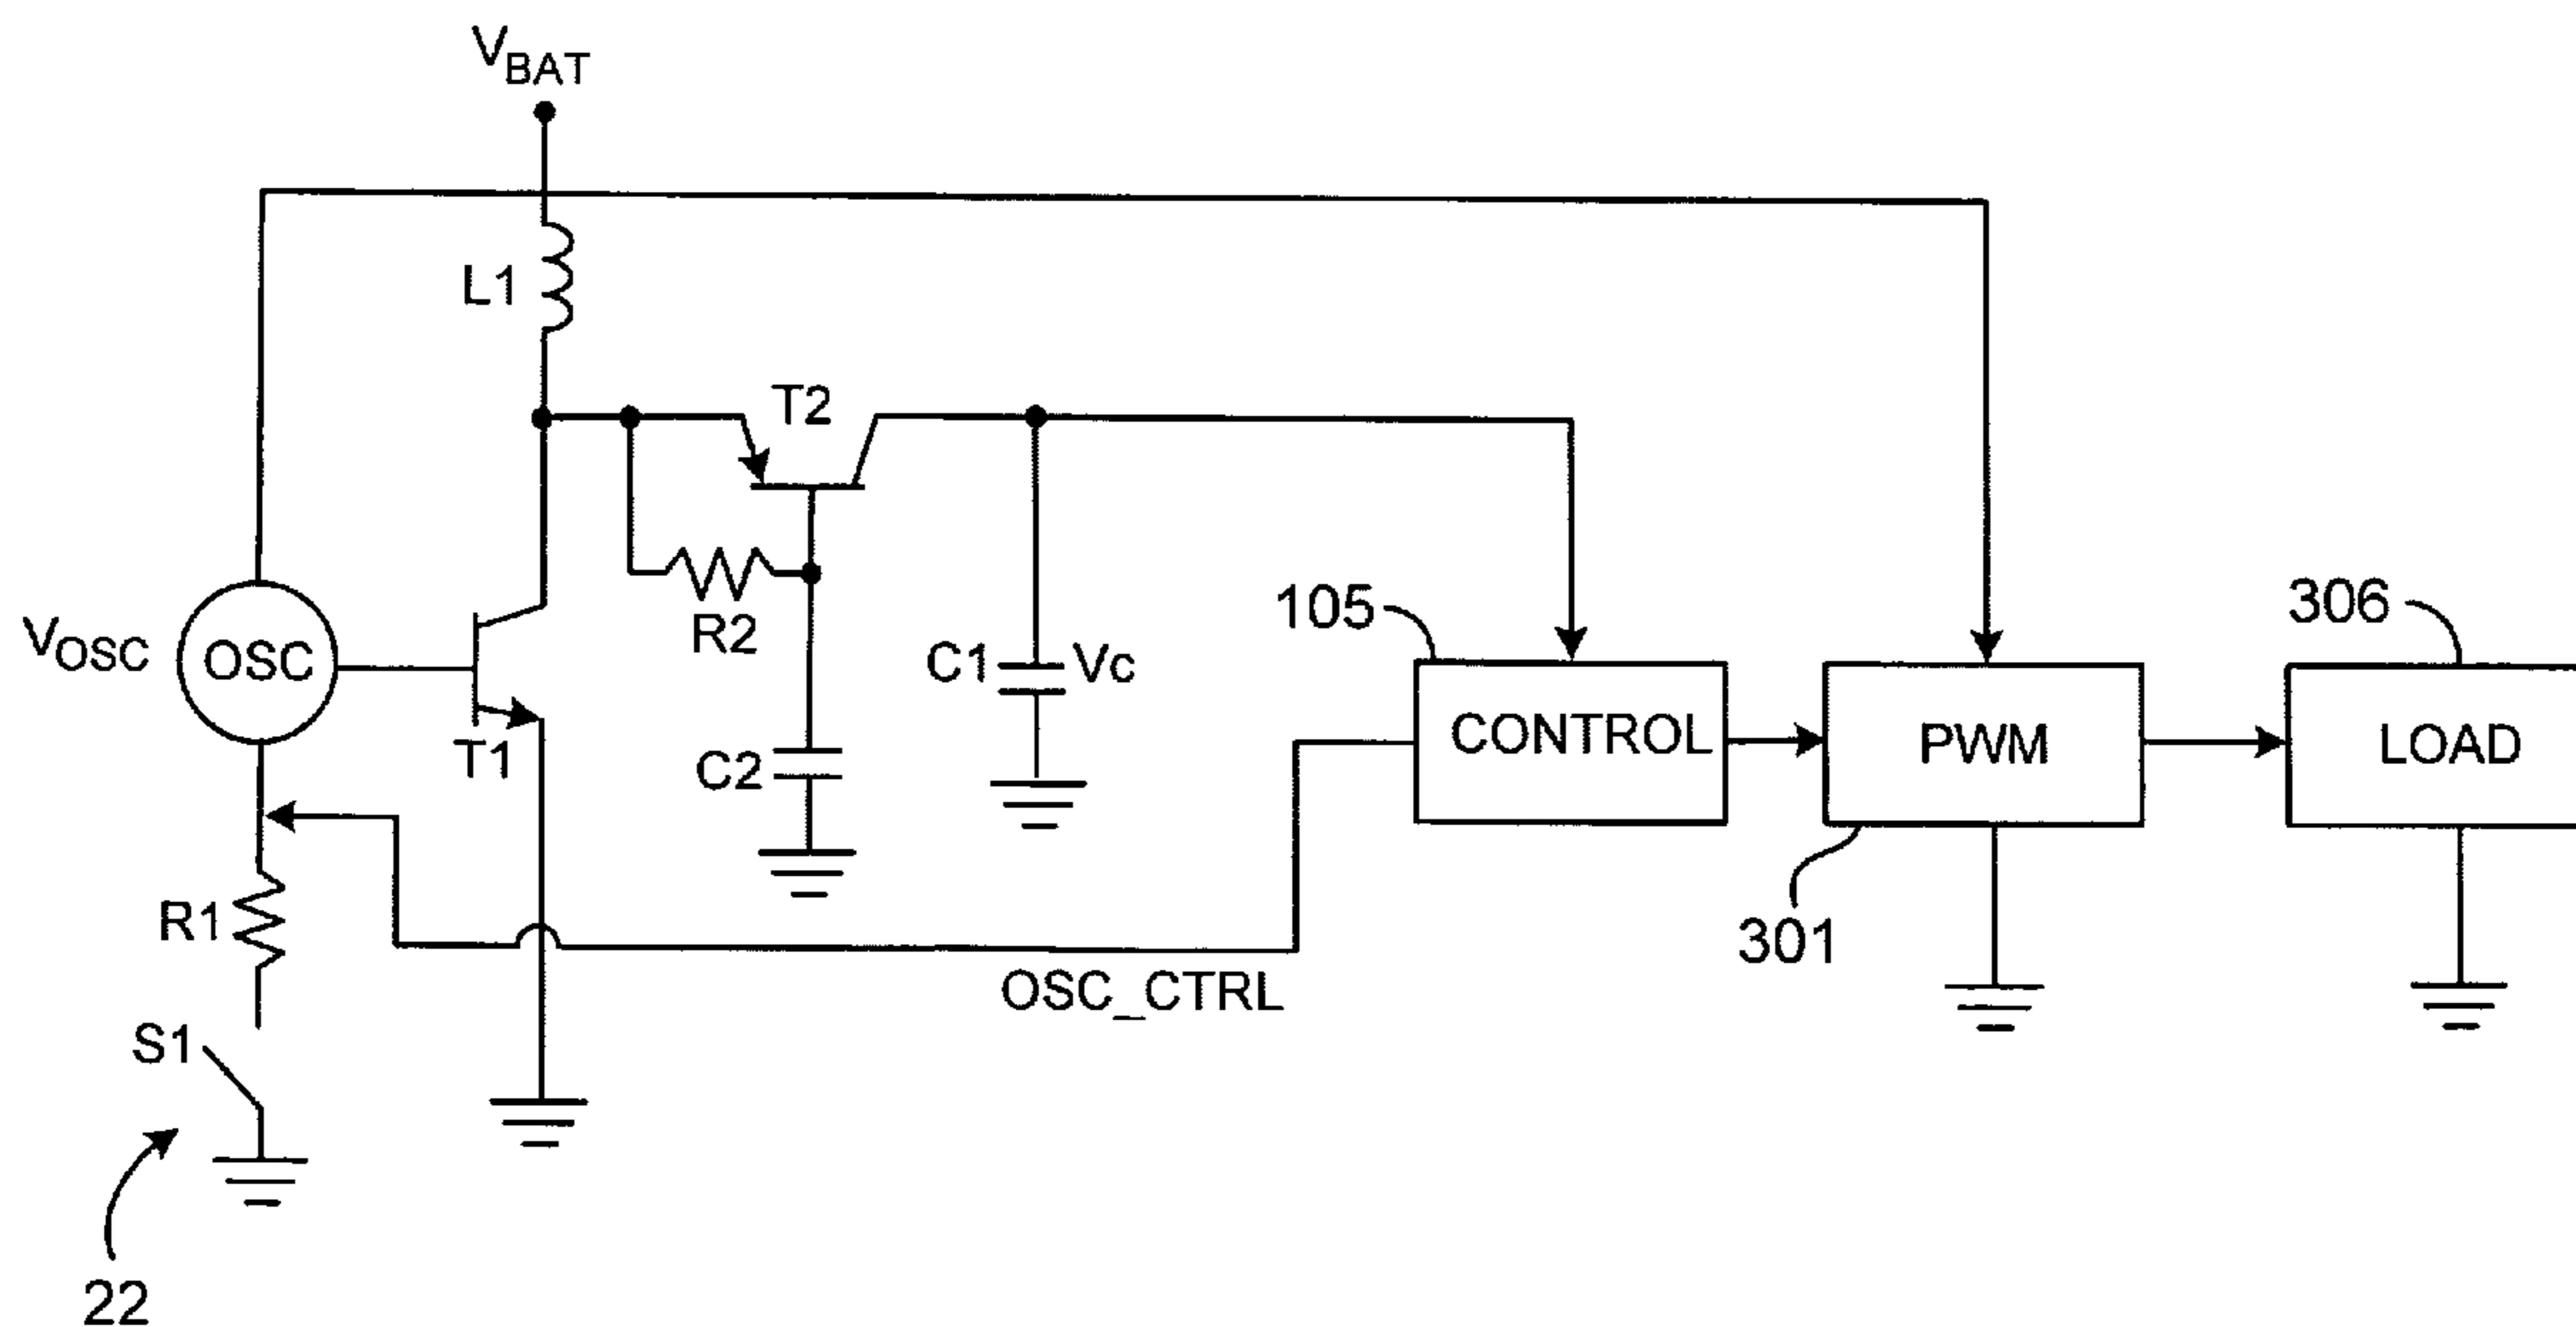 VBAT
L1
T2
R2
VOSC
OSC
T1
C1
Vc
C2
105
CONTROL
PWM
301
306
LOAD
R1
OSC_CTRL
S1
22